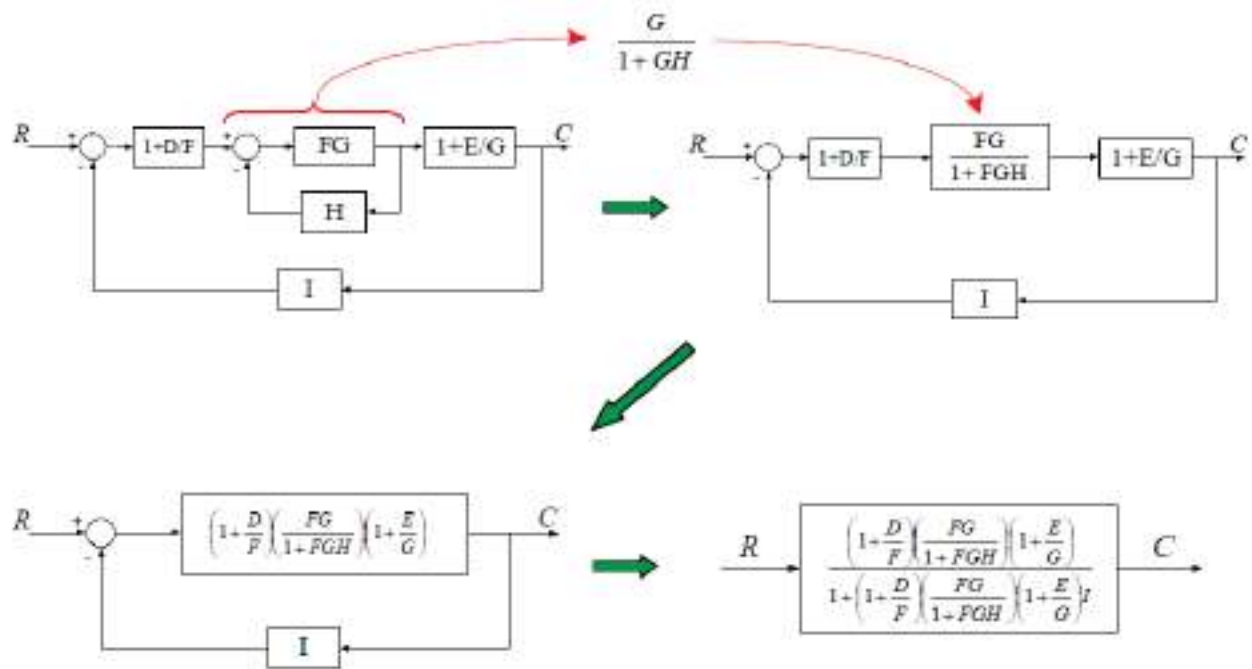 G / 1 + GH
R + - 1+D/F + - FG 1+E/G C
H
I
R + - 1+D/F FG / 1 + FGH 1+E/G C
I
R + - (1+D/F)(FG/1+FGH)(1+E/G) C
I
R (1+D/F)(FG/1+FGH)(1+E/G) / 1+(1+D/F)(FG/1+FGH)(1+E/G)I C